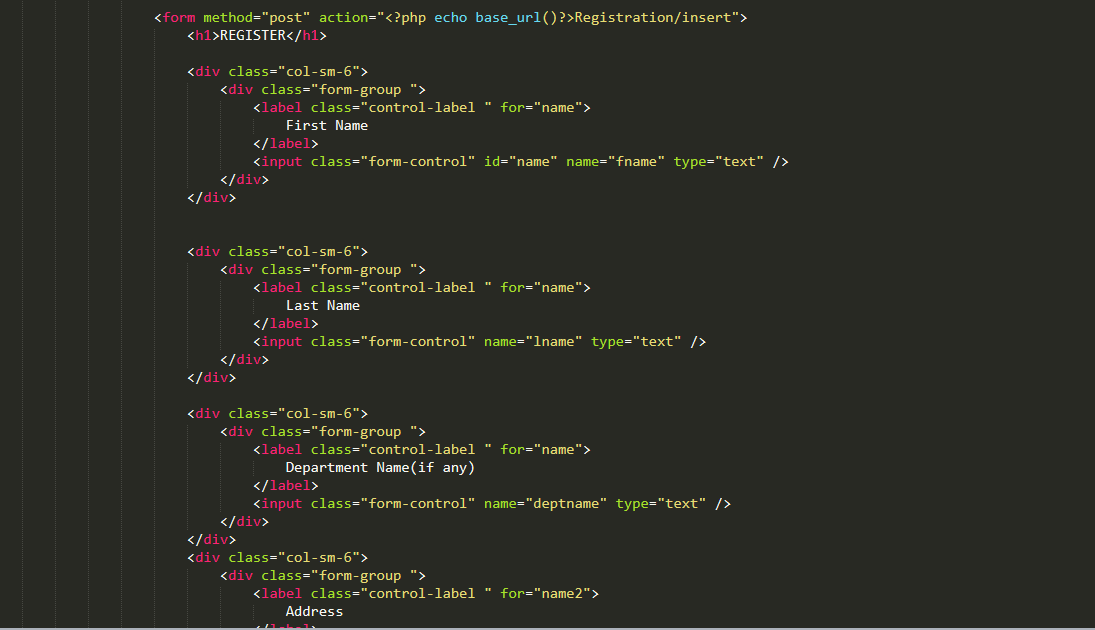 <form method="post" action="<?php echo base_url()?>Registration/insert">
<h1>REGISTER</h1>
<div class="col-sm-6">
<div class="form-group ">
<label class="control-label " for="name">
First Name
</label>
<input class="form-control" id="name" name="fname" type="text" />
</div>
</div>
<div class="col-sm-6">
<div class="form-group ">
<label class="control-label " for="name">
Last Name
</label>
<input class="form-control" name="lname" type="text" />
</div>
</div>
<div class="col-sm-6">
<div class="form-group ">
<label class="control-label " for="name">
Department Name(if any)
</label>
<input class="form-control" name="deptname" type="text" />
</div>
</div>
<div class="col-sm-6">
<div class="form-group ">
<label class="control-label " for="name2">
Address